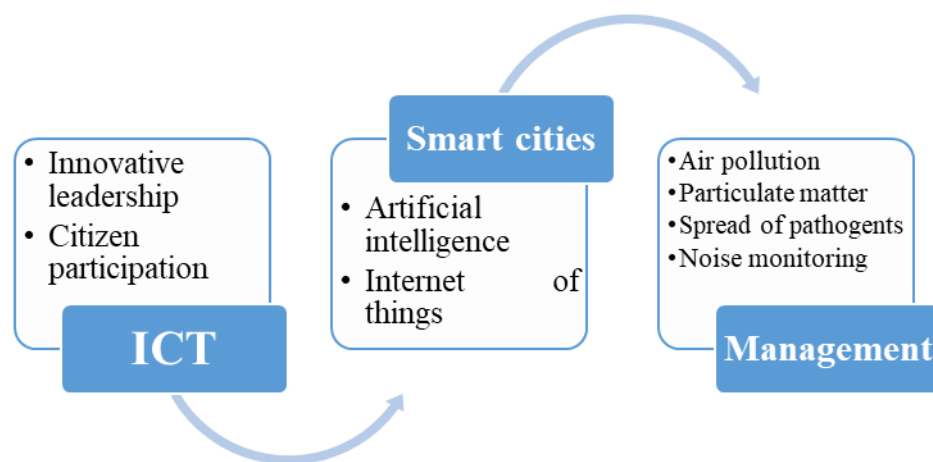 • Innovative
leadership
• Citizen
participation
ICT
Smart cities
• Artificial
intelligence
• Internet of
things
•Air pollution
•Particulate matter
•Spread of pathogents
•Noise monitoring
Management